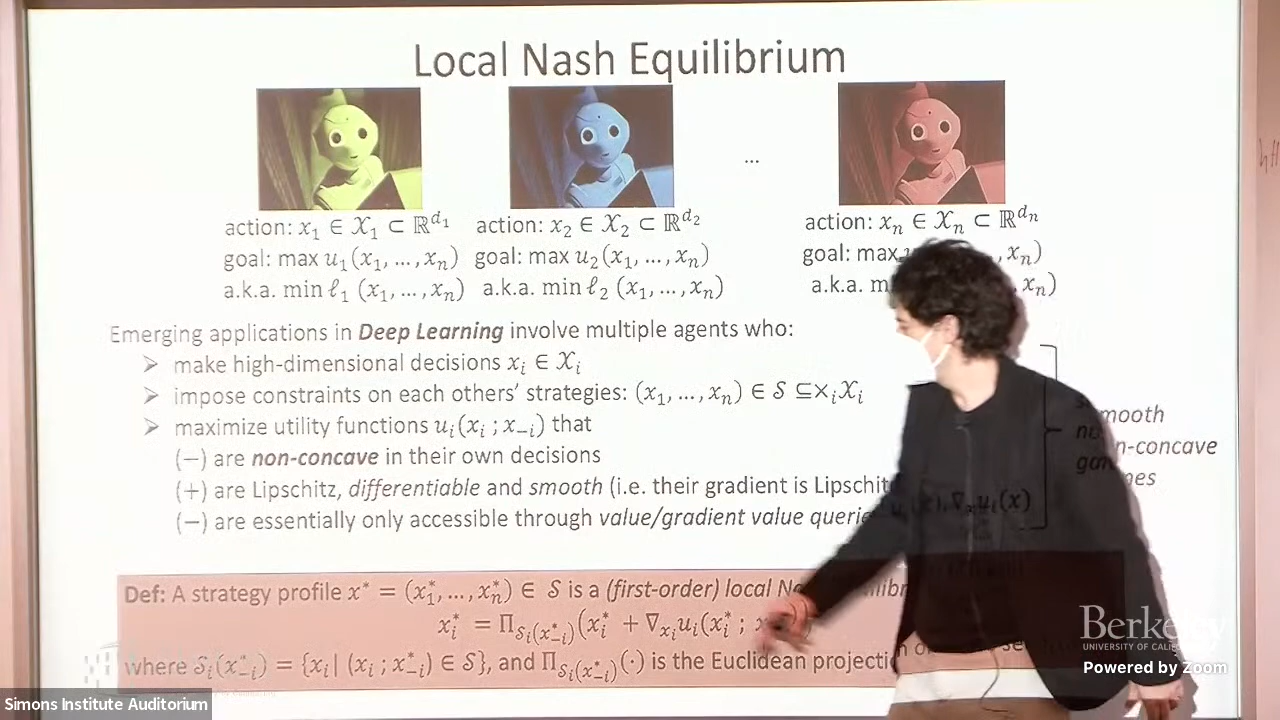 Local Nash Equilibrium
...
action: x₁ ∈ 𝒳₁ ⊂ ℝ^{d₁} action: x₂ ∈ 𝒳₂ ⊂ ℝ^{d₂} action: xₙ ∈ 𝒳ₙ ⊂ ℝ^{dₙ}
goal: max u₁(x₁, …, xₙ) goal: max u₂(x₁, …, xₙ) goal: max , xₙ)
a.k.a. min ℓ₁ (x₁, …, xₙ) a.k.a. min ℓ₂ (x₁, …, xₙ) a.k.a. xₙ)
Emerging applications in Deep Learning involve multiple agents who:
➢ make high-dimensional decisions xᵢ ∈ 𝒳ᵢ
➢ impose constraints on each others' strategies: (x₁, …, xₙ) ∈ 𝒮 ⊆×ᵢ𝒳ᵢ
➢ maximize utility functions uᵢ(xᵢ ; x₋ᵢ) that
(−) are non-concave in their own decisions
(+) are Lipschitz, differentiable and smooth (i.e. their gradient is
(−) are essentially only accessible through value/gradient value ∇ₓuᵢ(x)
smooth
non-concave
games
Def: A strategy profile x* = (x₁*, …, xₙ*) ∈ 𝒮 is a (first-order) local
xᵢ* = Π_{𝒮ᵢ(x₋ᵢ*)}(xᵢ* + ∇_{xᵢ}uᵢ(xᵢ* ;
where 𝒮ᵢ(x₋ᵢ*) = {xᵢ| (xᵢ ; x₋ᵢ*) ∈ 𝒮}, and Π_{𝒮ᵢ(x₋ᵢ*)}(·) is the Euclidean
Berkeley
UNIVERSITY OF
Powered by Zoom
Simons Institute Auditorium